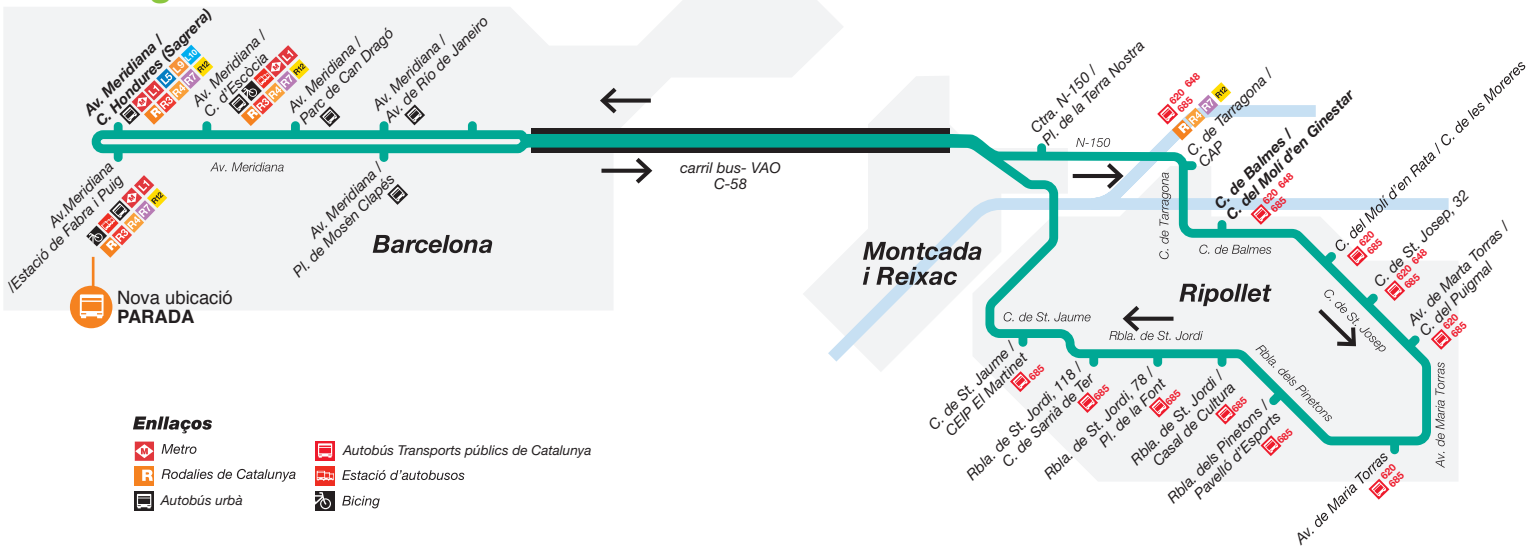 Av. Meridiana /
C. Hondures (Sagrera)
M L1 L5 L9 L10
R R3 R4 R7 R12
Av. Meridiana /
C. d'Escòcia
M L1
R R3 R4 R7 R12
Av. Meridiana /
Parc de Can Dragó
Av. Meridiana /
Av. de Río de Janeiro
Av. Meridiana
Av.Meridiana
/Estació de Fabra i Puig
M L1
R R3 R4 R7 R12
Av. Meridiana /
Pl. de Mosèn Clapés
Barcelona
Nova ubicació
PARADA
carril bus- VAO
C-58
Montcada
i Reixac
Ctra. N-150 /
Pl. de la Terra Nostra
N-150
620 648
685
R R4 R7 R12
C. de Tarragona /
CAP
C. de Tarragona
C. de Balmes /
C. del Molí d'en Ginestar
620 648
685
C. de Balmes
C. del Molí d'en Rata / C. de les Moreres
620
685
C. de St. Josep, 32
620 648
685
C. de St. Josep
Av. de Marta Torras /
C. del Puigmal
620
685
Ripollet
Av. de Maria Torras
Av. de Maria Torras
620
685
Rbla. dels Pinetons
Rbla. dels Pinetons /
Pavelló d'Esports
685
Rbla. de St. Jordi
Rbla. de St. Jordi /
Casal de Cultura
685
Rbla. de St. Jordi, 78 /
Pl. de la Font
685
Rbla. de St. Jordi, 118 /
C. de Sarrià de Ter
685
C. de St. Jaume
C. de St. Jaume /
CEIP El Martinet
685
Enllaços
M Metro
R Rodalies de Catalunya
Autobús urbà
Autobús Transports públics de Catalunya
Estació d'autobusos
Bicing